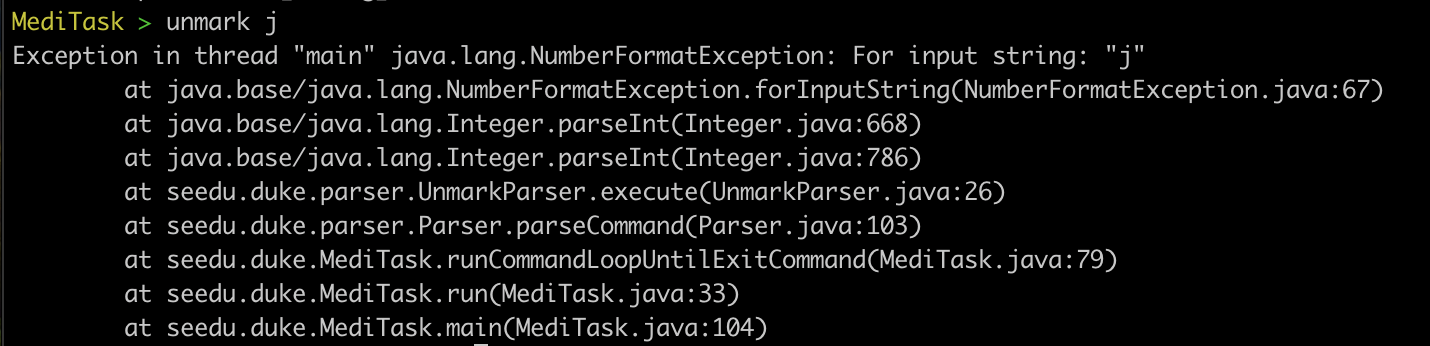 MediTask > unmark j
Exception in thread "main" java.lang.NumberFormatException: For input string: "j"
        at java.base/java.lang.NumberFormatException.forInputString(NumberFormatException.java:67)
        at java.base/java.lang.Integer.parseInt(Integer.java:668)
        at java.base/java.lang.Integer.parseInt(Integer.java:786)
        at seedu.duke.parser.UnmarkParser.execute(UnmarkParser.java:26)
        at seedu.duke.parser.Parser.parseCommand(Parser.java:103)
        at seedu.duke.MediTask.runCommandLoopUntilExitCommand(MediTask.java:79)
        at seedu.duke.MediTask.run(MediTask.java:33)
        at seedu.duke.MediTask.main(MediTask.java:104)